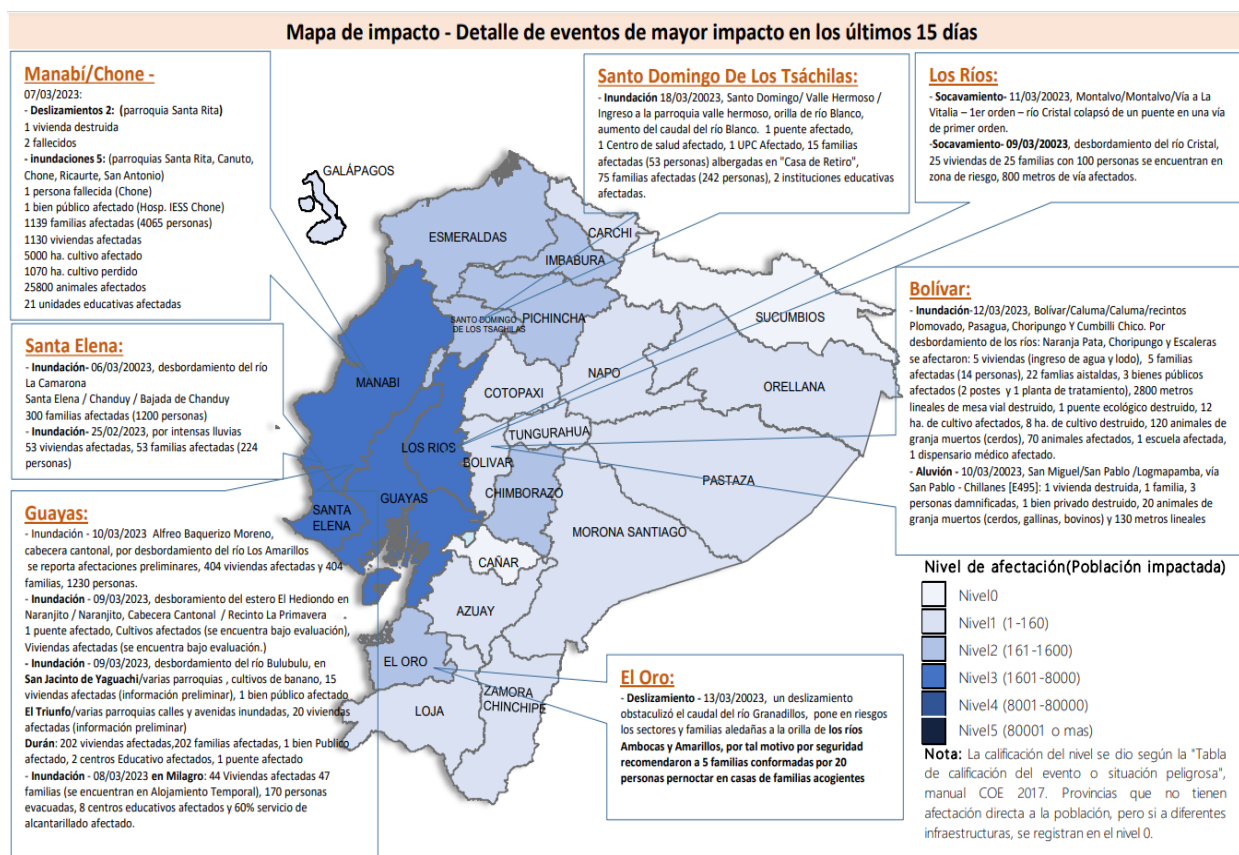 Mapa de impacto - Detalle de eventos de mayor impacto en los últimos 15 días
Manabí/Chone -
07/03/2023:
- Deslizamientos 2: (parroquia Santa Rita)
1 vivienda destruida
2 fallecidos
- inundaciones 5: (parroquias Santa Rita, Canuto,
Chone, Ricaurte, San Antonio)
1 persona fallecida (Chone)
1 bien público afectado (Hosp. IESS Chone)
1139 familias afectadas (4065 personas)
1130 viviendas afectadas
5000 ha. cultivo afectado
1070 ha. cultivo perdido
25800 animales afectados
21 unidades educativas afectadas
Santa Elena:
- Inundación- 06/03/20023, desbordamiento del río
La Camarona
Santa Elena / Chanduy / Bajada de Chanduy
300 familias afectadas (1200 personas)
- Inundación- 25/02/2023, por intensas lluvias
53 viviendas afectadas, 53 familias afectadas (224
personas)
Guayas:
- Inundación - 10/03/2023 Alfreo Baquerizo Moreno,
cabecera cantonal, por desbordamiento del río Los Amarillos
se reporta afectaciones preliminares, 404 viviendas afectadas y 404
familias, 1230 personas.
- Inundación - 09/03/2023, desboramiento del estero El Hediondo en
Naranjito / Naranjito, Cabecera Cantonal / Recinto La Primavera .
1 puente afectado, Cultivos afectados (se encuentra bajo evaluación),
Viviendas afectadas (se encuentra bajo evaluación.)
- Inundación - 09/03/2023, desbordamiento del río Bulubulu, en
San Jacinto de Yaguachi/varias parroquias , cultivos de banano, 15
viviendas afectadas (información preliminar), 1 bien público afectado
El Triunfo/varias parroquias calles y avenidas inundadas, 20 viviendas
afectadas (información preliminar)
Durán: 202 viviendas afectadas,202 familias afectadas, 1 bien Publico
afectado, 2 centros Educativo afectados, 1 puente afectado
- Inundación - 08/03/2023 en Milagro: 44 Viviendas afectadas 47
familias (se encuentran en Alojamiento Temporal), 170 personas
evacuadas, 8 centros educativos afectados y 60% servicio de
alcantarillado afectado.
Santo Domingo De Los Tsáchilas:
- Inundación 18/03/20023, Santo Domingo/ Valle Hermoso /
Ingreso a la parroquia valle hermoso, orilla de río Blanco,
aumento del caudal del río Blanco. 1 puente afectado,
1 Centro de salud afectado, 1 UPC Afectado, 15 familias
afectadas (53 personas) albergadas en "Casa de Retiro",
75 familias afectadas (242 personas), 2 instituciones educativas
afectadas.
Los Ríos:
- Socavamiento- 11/03/20023, Montalvo/Montalvo/Vía a La
Vitalia – 1er orden – río Cristal colapsó de un puente en una vía
de primer orden.
-Socavamiento- 09/03/20023, desbordamiento del río Cristal,
25 viviendas de 25 familias con 100 personas se encuentran en
zona de riesgo, 800 metros de vía afectados.
Bolívar:
- Inundación-12/03/2023, Bolívar/Caluma/Caluma/recintos
Plomovado, Pasagua, Choripungo Y Cumbilli Chico. Por
desbordamiento de los ríos: Naranja Pata, Choripungo y Escaleras
se afectaron: 5 viviendas (ingreso de agua y lodo), 5 familias
afectadas (14 personas), 22 famlias aistaldas, 3 bienes públicos
afectados (2 postes y 1 planta de tratamiento), 2800 metros
lineales de mesa vial destruido, 1 puente ecológico destruido, 12
ha. de cultivo afectados, 8 ha. de cultivo destruido, 120 animales de
granja muertos (cerdos), 70 animales afectados, 1 escuela afectada,
1 dispensario médico afectado.
- Aluvión - 10/03/20023, San Miguel/San Pablo /Logmapamba, vía
San Pablo - Chillanes [E495]: 1 vivienda destruida, 1 familia, 3
personas damnificadas, 1 bien privado destruido, 20 animales de
granja muertos (cerdos, gallinas, bovinos) y 130 metros lineales
El Oro:
- Deslizamiento - 13/03/20023, un deslizamiento
obstaculizó el caudal del río Granadillos, pone en riesgos
los sectores y familias aledañas a la orilla de los ríos
Ambocas y Amarillos, por tal motivo por seguridad
recomendaron a 5 familias conformadas por 20
personas pernoctar en casas de familias acogientes
GALÁPAGOS
ESMERALDAS
CARCHI
IMBABURA
SANTO DOMINGO
DE LOS TSACHILAS
PICHINCHA
SUCUMBIOS
MANABI
NAPO
ORELLANA
COTOPAXI
TUNGURAHUA
LOS RIOS
BOLIVAR
PASTAZA
CHIMBORAZO
GUAYAS
SANTA
ELENA
MORONA SANTIAGO
CAÑAR
AZUAY
EL ORO
LOJA
ZAMORA
CHINCHIPE
Nivel de afectación(Población impactada)
Nivel0
Nivel1 (1-160)
Nivel2 (161-1600)
Nivel3 (1601-8000)
Nivel4 (8001-80000)
Nivel5 (80001 o mas)
Nota: La calificación del nivel se dio según la "Tabla
de calificación del evento o situación peligrosa",
manual COE 2017. Provincias que no tienen
afectación directa a la población, pero si a diferentes
infraestructuras, se registran en el nivel 0.